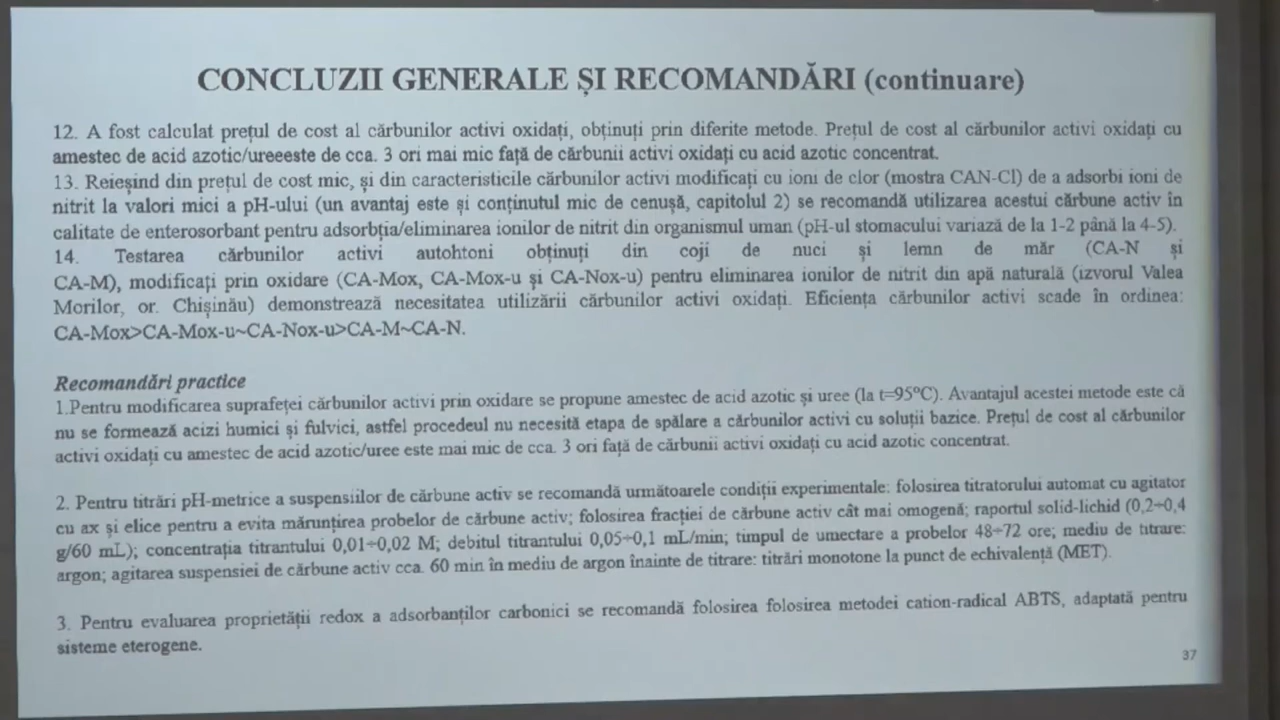 CONCLUZII GENERALE ȘI RECOMANDĂRI (continuare)
12. A fost calculat prețul de cost al cărbunilor activi oxidați, obținuți prin diferite metode. Prețul de cost al cărbunilor activi oxidați cu
amestec de acid azotic/ureeeste de cca. 3 ori mai mic față de cărbunii activi oxidați cu acid azotic concentrat.
13. Reieșind din prețul de cost mic, și din caracteristicile cărbunilor activi modificați cu ioni de clor (mostra CAN-Cl) de a adsorbi ioni de
nitrit la valori mici a pH-ului (un avantaj este și conținutul mic de cenușă, capitolul 2) se recomandă utilizarea acestui cărbune activ în
calitate de enterosorbant pentru adsorbția/eliminarea ionilor de nitrit din organismul uman (pH-ul stomacului variază de la 1-2 până la 4-5).
14. Testarea cărbunilor activi autohtoni obținuți din coji de nuci și lemn de măr (CA-N și
CA-M), modificați prin oxidare (CA-Mox, CA-Mox-u și CA-Nox-u) pentru eliminarea ionilor de nitrit din apă naturală (izvorul Valea
Morilor, or. Chișinău) demonstrează necesitatea utilizării cărbunilor activi oxidați. Eficiența cărbunilor activi scade în ordinea:
CA-Mox>CA-Mox-u~CA-Nox-u>CA-M~CA-N.
Recomandări practice
1.Pentru modificarea suprafeței cărbunilor activi prin oxidare se propune amestec de acid azotic și uree (la t=95ºC). Avantajul acestei metode este că
nu se formează acizi humici și fulvici, astfel procedeul nu necesită etapa de spălare a cărbunilor activi cu soluții bazice. Prețul de cost al cărbunilor
activi oxidați cu amestec de acid azotic/uree este mai mic de cca. 3 ori față de cărbunii activi oxidați cu acid azotic concentrat.
2. Pentru titrări pH-metrice a suspensiilor de cărbune activ se recomandă următoarele condiții experimentale: folosirea titratorului automat cu agitator
cu ax și elice pentru a evita mărunțirea probelor de cărbune activ; folosirea fracției de cărbune activ cât mai omogenă; raportul solid-lichid (0,2÷0,4
g/60 mL); concentrația titrantului 0,01÷0,02 M; debitul titrantului 0,05÷0,1 mL/min; timpul de umectare a probelor 48÷72 ore; mediu de titrare:
argon; agitarea suspensiei de cărbune activ cca. 60 min în mediu de argon înainte de titrare: titrări monotone la punct de echivalență (MET).
3. Pentru evaluarea proprietății redox a adsorbanților carbonici se recomandă folosirea folosirea metodei cation-radical ABTS, adaptată pentru
sisteme eterogene.
37